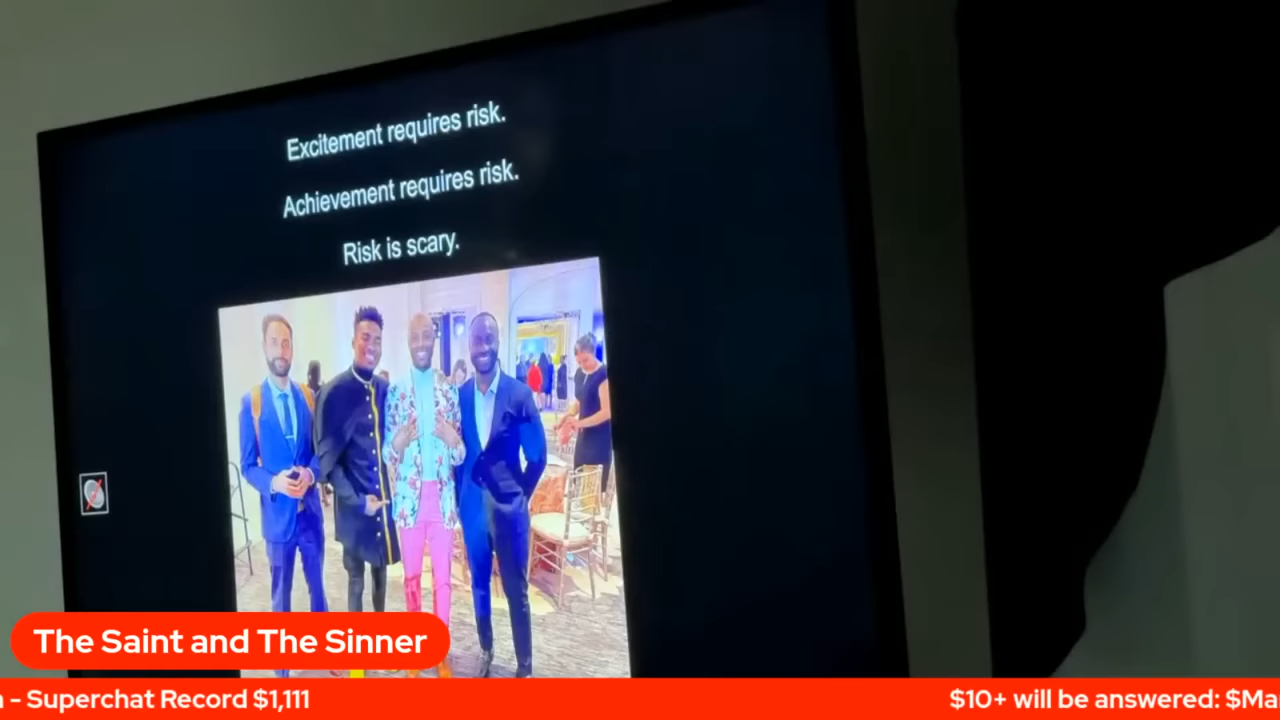 Excitement requires risk.
Achievement requires risk.
Risk is scary.
The Saint and The Sinner
– Superchat Record $1,111
$10+ will be answered: $Ma